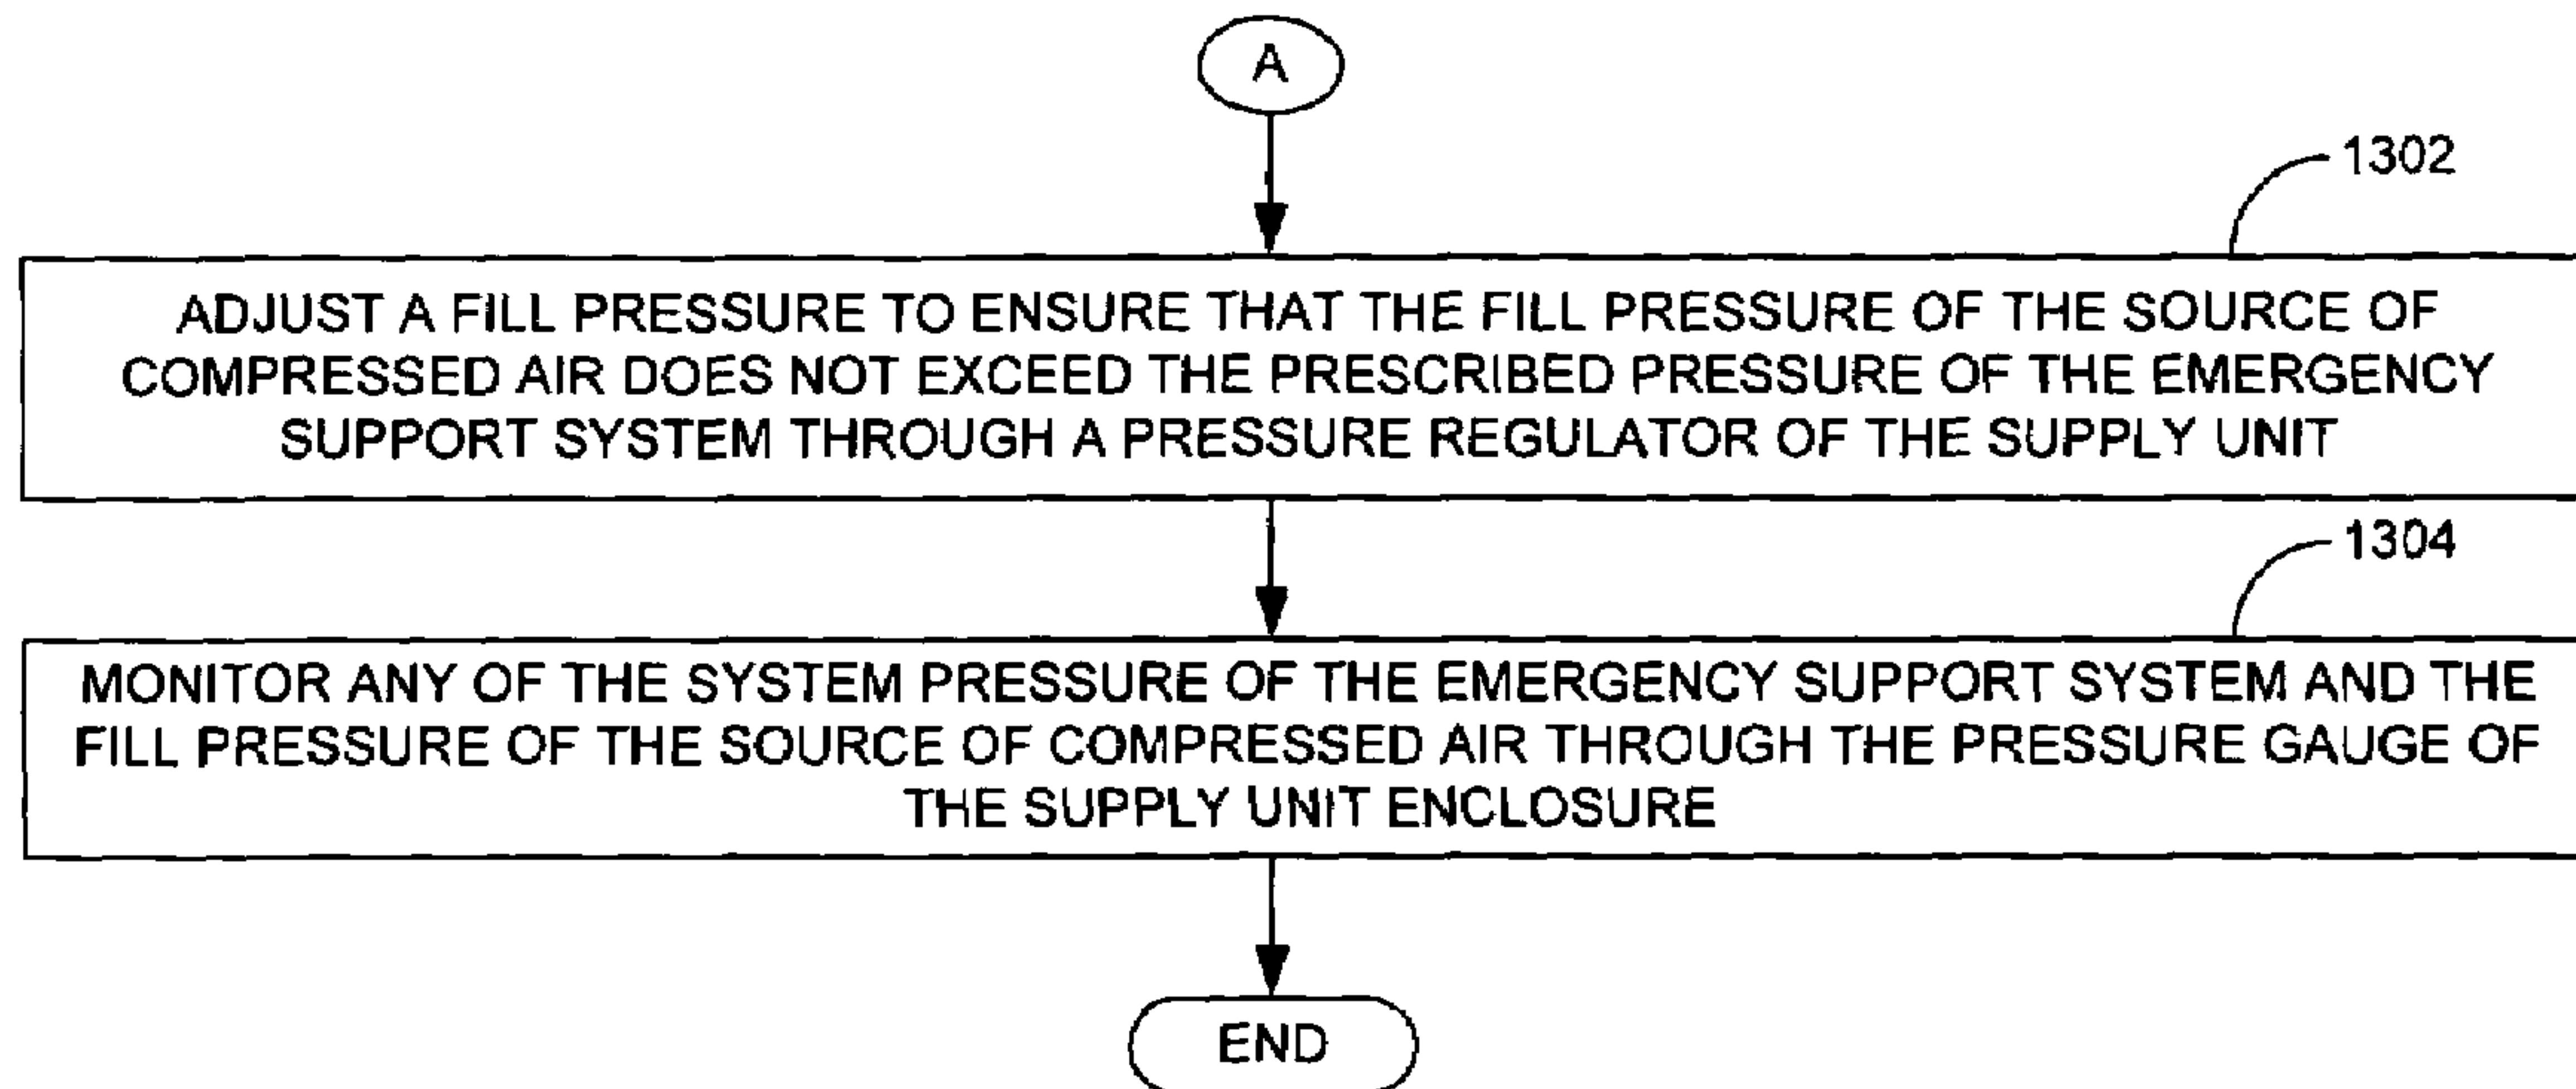 A
1302
ADJUST A FILL PRESSURE TO ENSURE THAT THE FILL PRESSURE OF THE SOURCE OF
COMPRESSED AIR DOES NOT EXCEED THE PRESCRIBED PRESSURE OF THE EMERGENCY
SUPPORT SYSTEM THROUGH A PRESSURE REGULATOR OF THE SUPPLY UNIT
1304
MONITOR ANY OF THE SYSTEM PRESSURE OF THE EMERGENCY SUPPORT SYSTEM AND THE
FILL PRESSURE OF THE SOURCE OF COMPRESSED AIR THROUGH THE PRESSURE GAUGE OF
THE SUPPLY UNIT ENCLOSURE
END